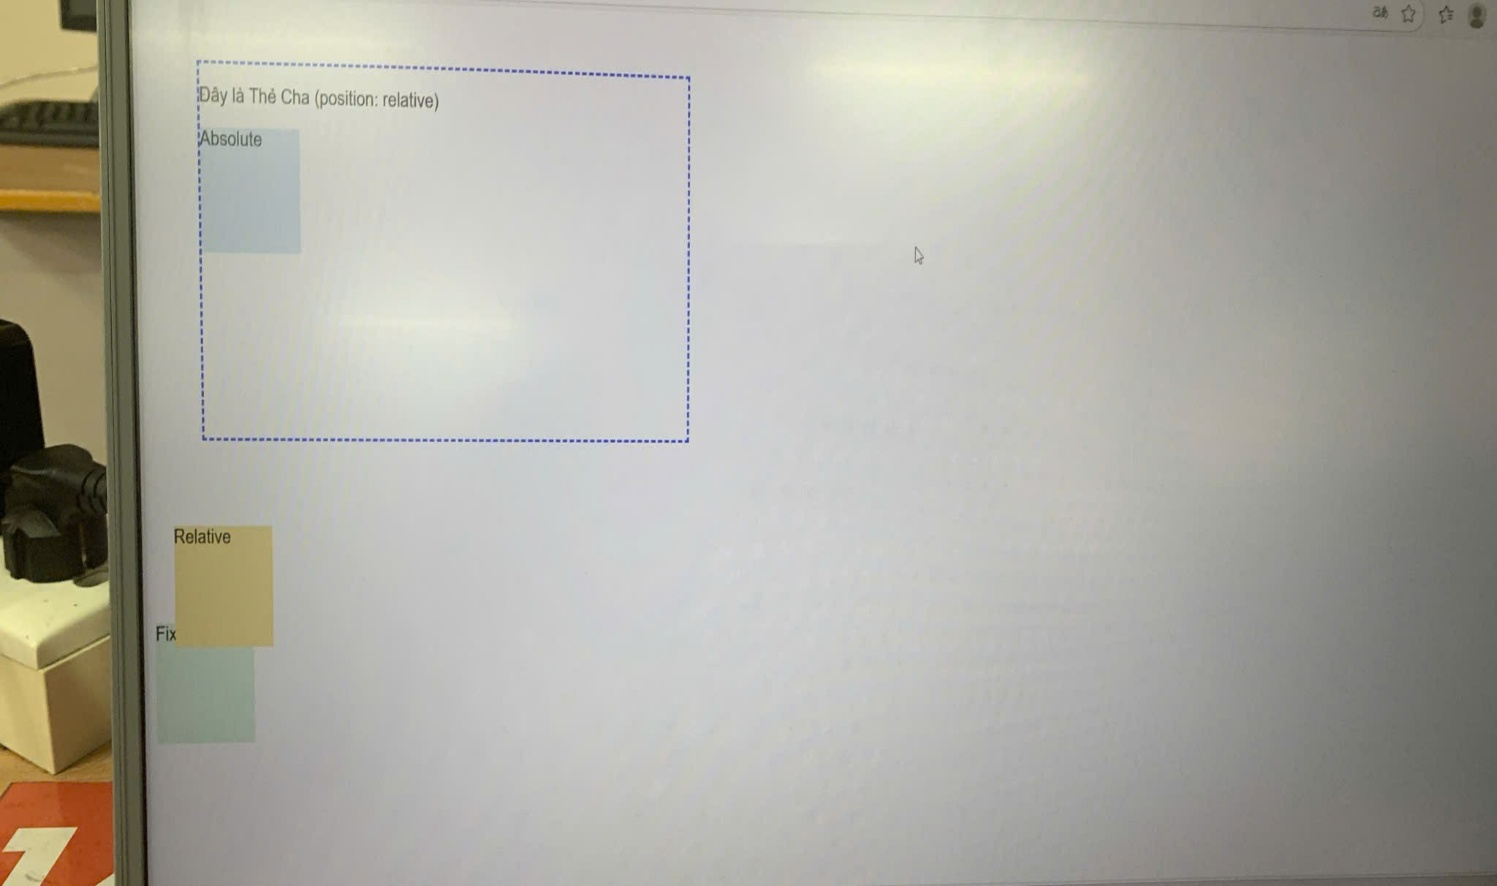 Đây là Thẻ Cha (position: relative)
Absolute
Relative
Fix